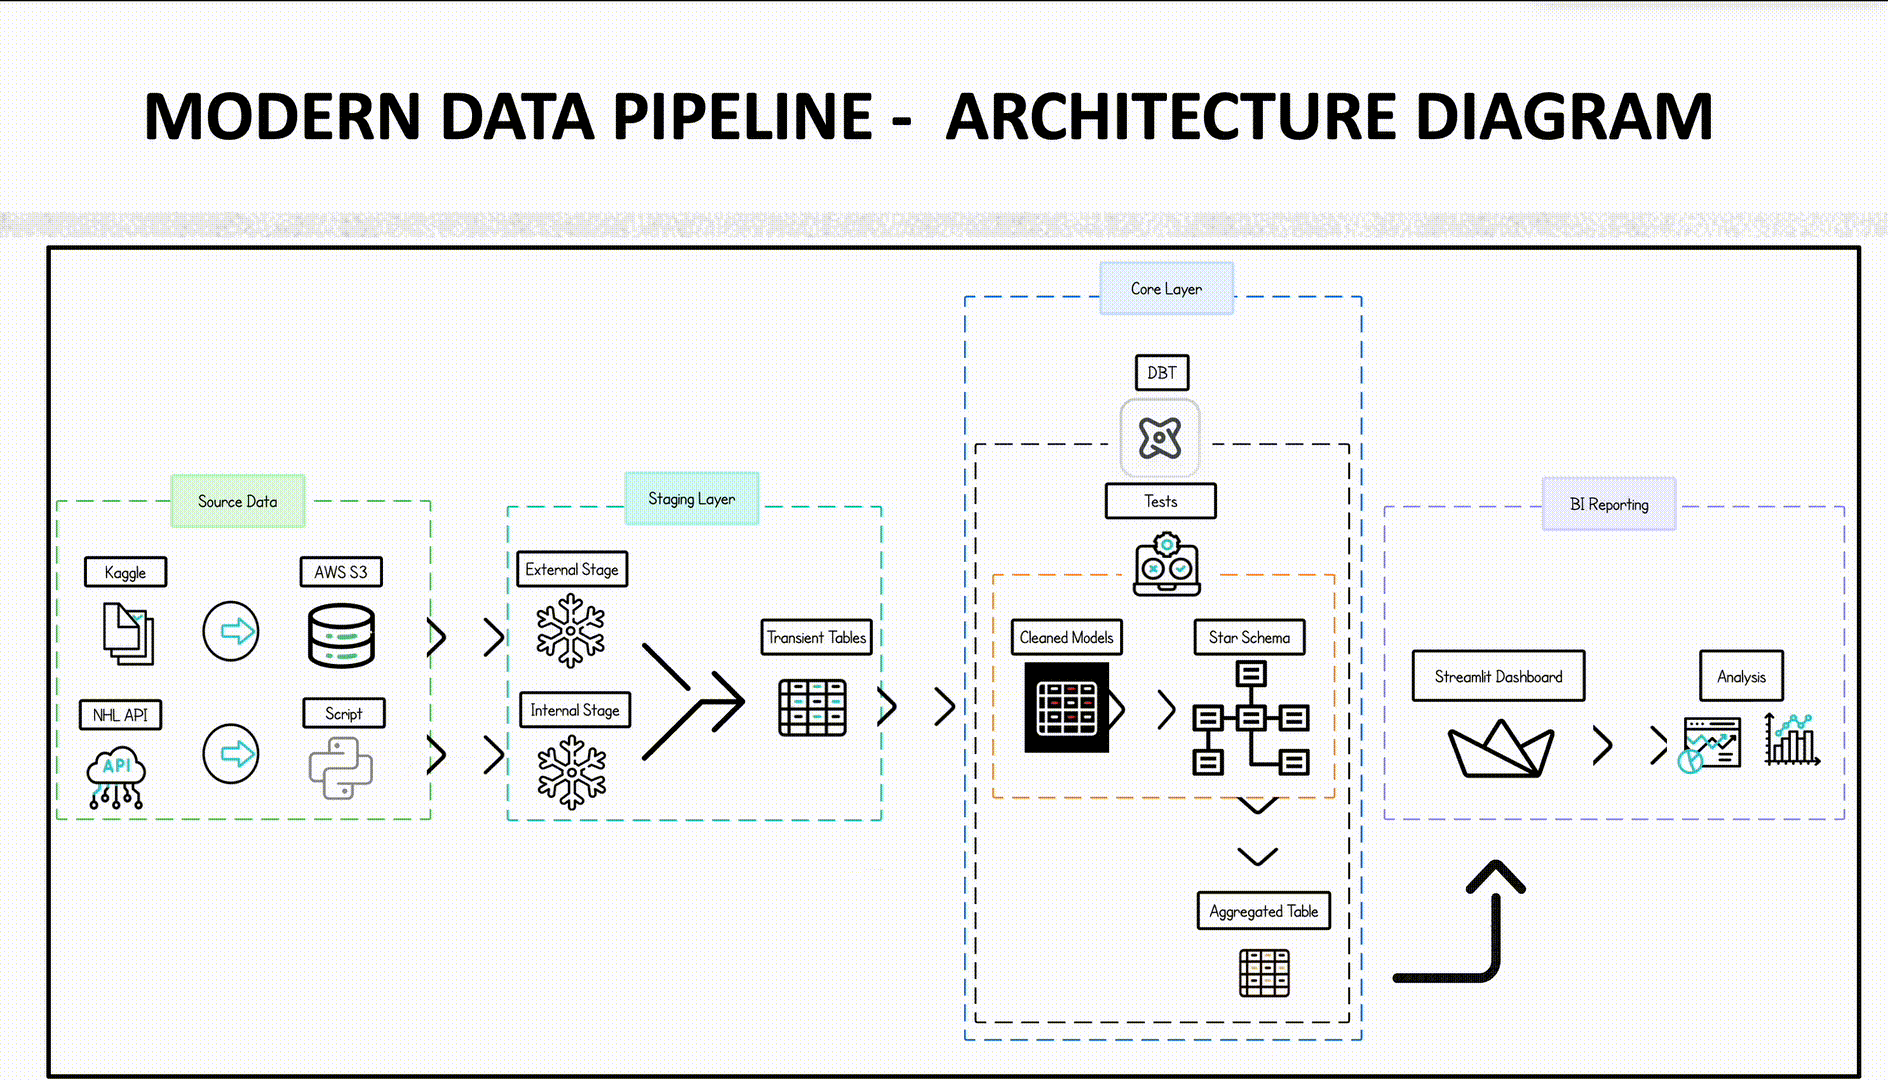 MODERN DATA PIPELINE - ARCHITECTURE DIAGRAM
Source Data
Kaggle
AWS S3
NHL API
API
Script
Staging Layer
External Stage
Internal Stage
Transient Tables
Core Layer
DBT
Tests
Cleaned Models
Star Schema
Aggregated Table
BI Reporting
Streamlit Dashboard
Analysis